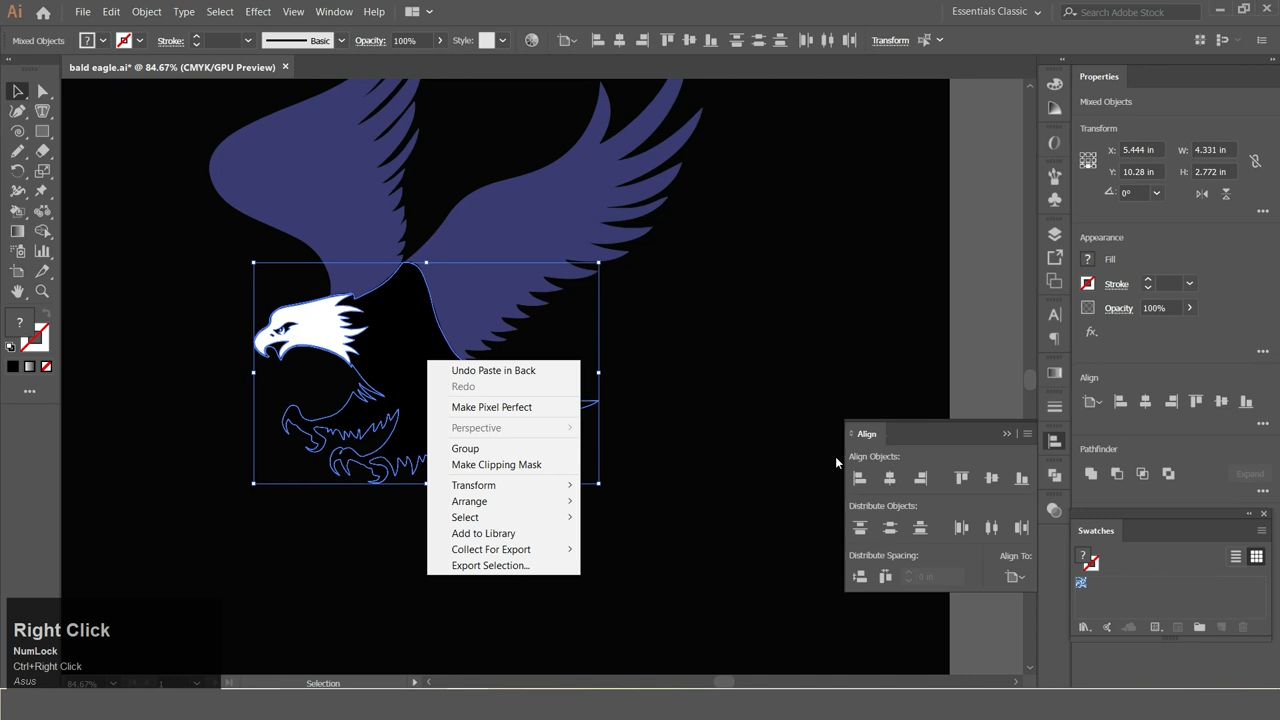 Ai
File Edit Object Type Select Effect View Window Help
Essentials Classic
Search Adobe Stock
Mixed Objects
?
Stroke:
Basic
Opacity: 100%
Style:
Transform
bald eagle.ai* @ 84.67% (CMYK/GPU Preview)
Properties
Mixed Objects
Transform
X: 5.444 in W: 4.331 in
Y: 10.28 in H: 2.772 in
0°
Appearance
? Fill
Stroke
Opacity 100%
fx.
Align
Pathfinder
Expand
Swatches
?
?
Undo Paste in Back
Redo
Make Pixel Perfect
Perspective
Group
Make Clipping Mask
Transform
Arrange
Select
Add to Library
Collect For Export
Export Selection...
Align
Align Objects:
Distribute Objects:
Distribute Spacing: Align To:
0 in
Right Click
NumLock
Ctrl+Right Click
Asus
84.67% 1 Selection